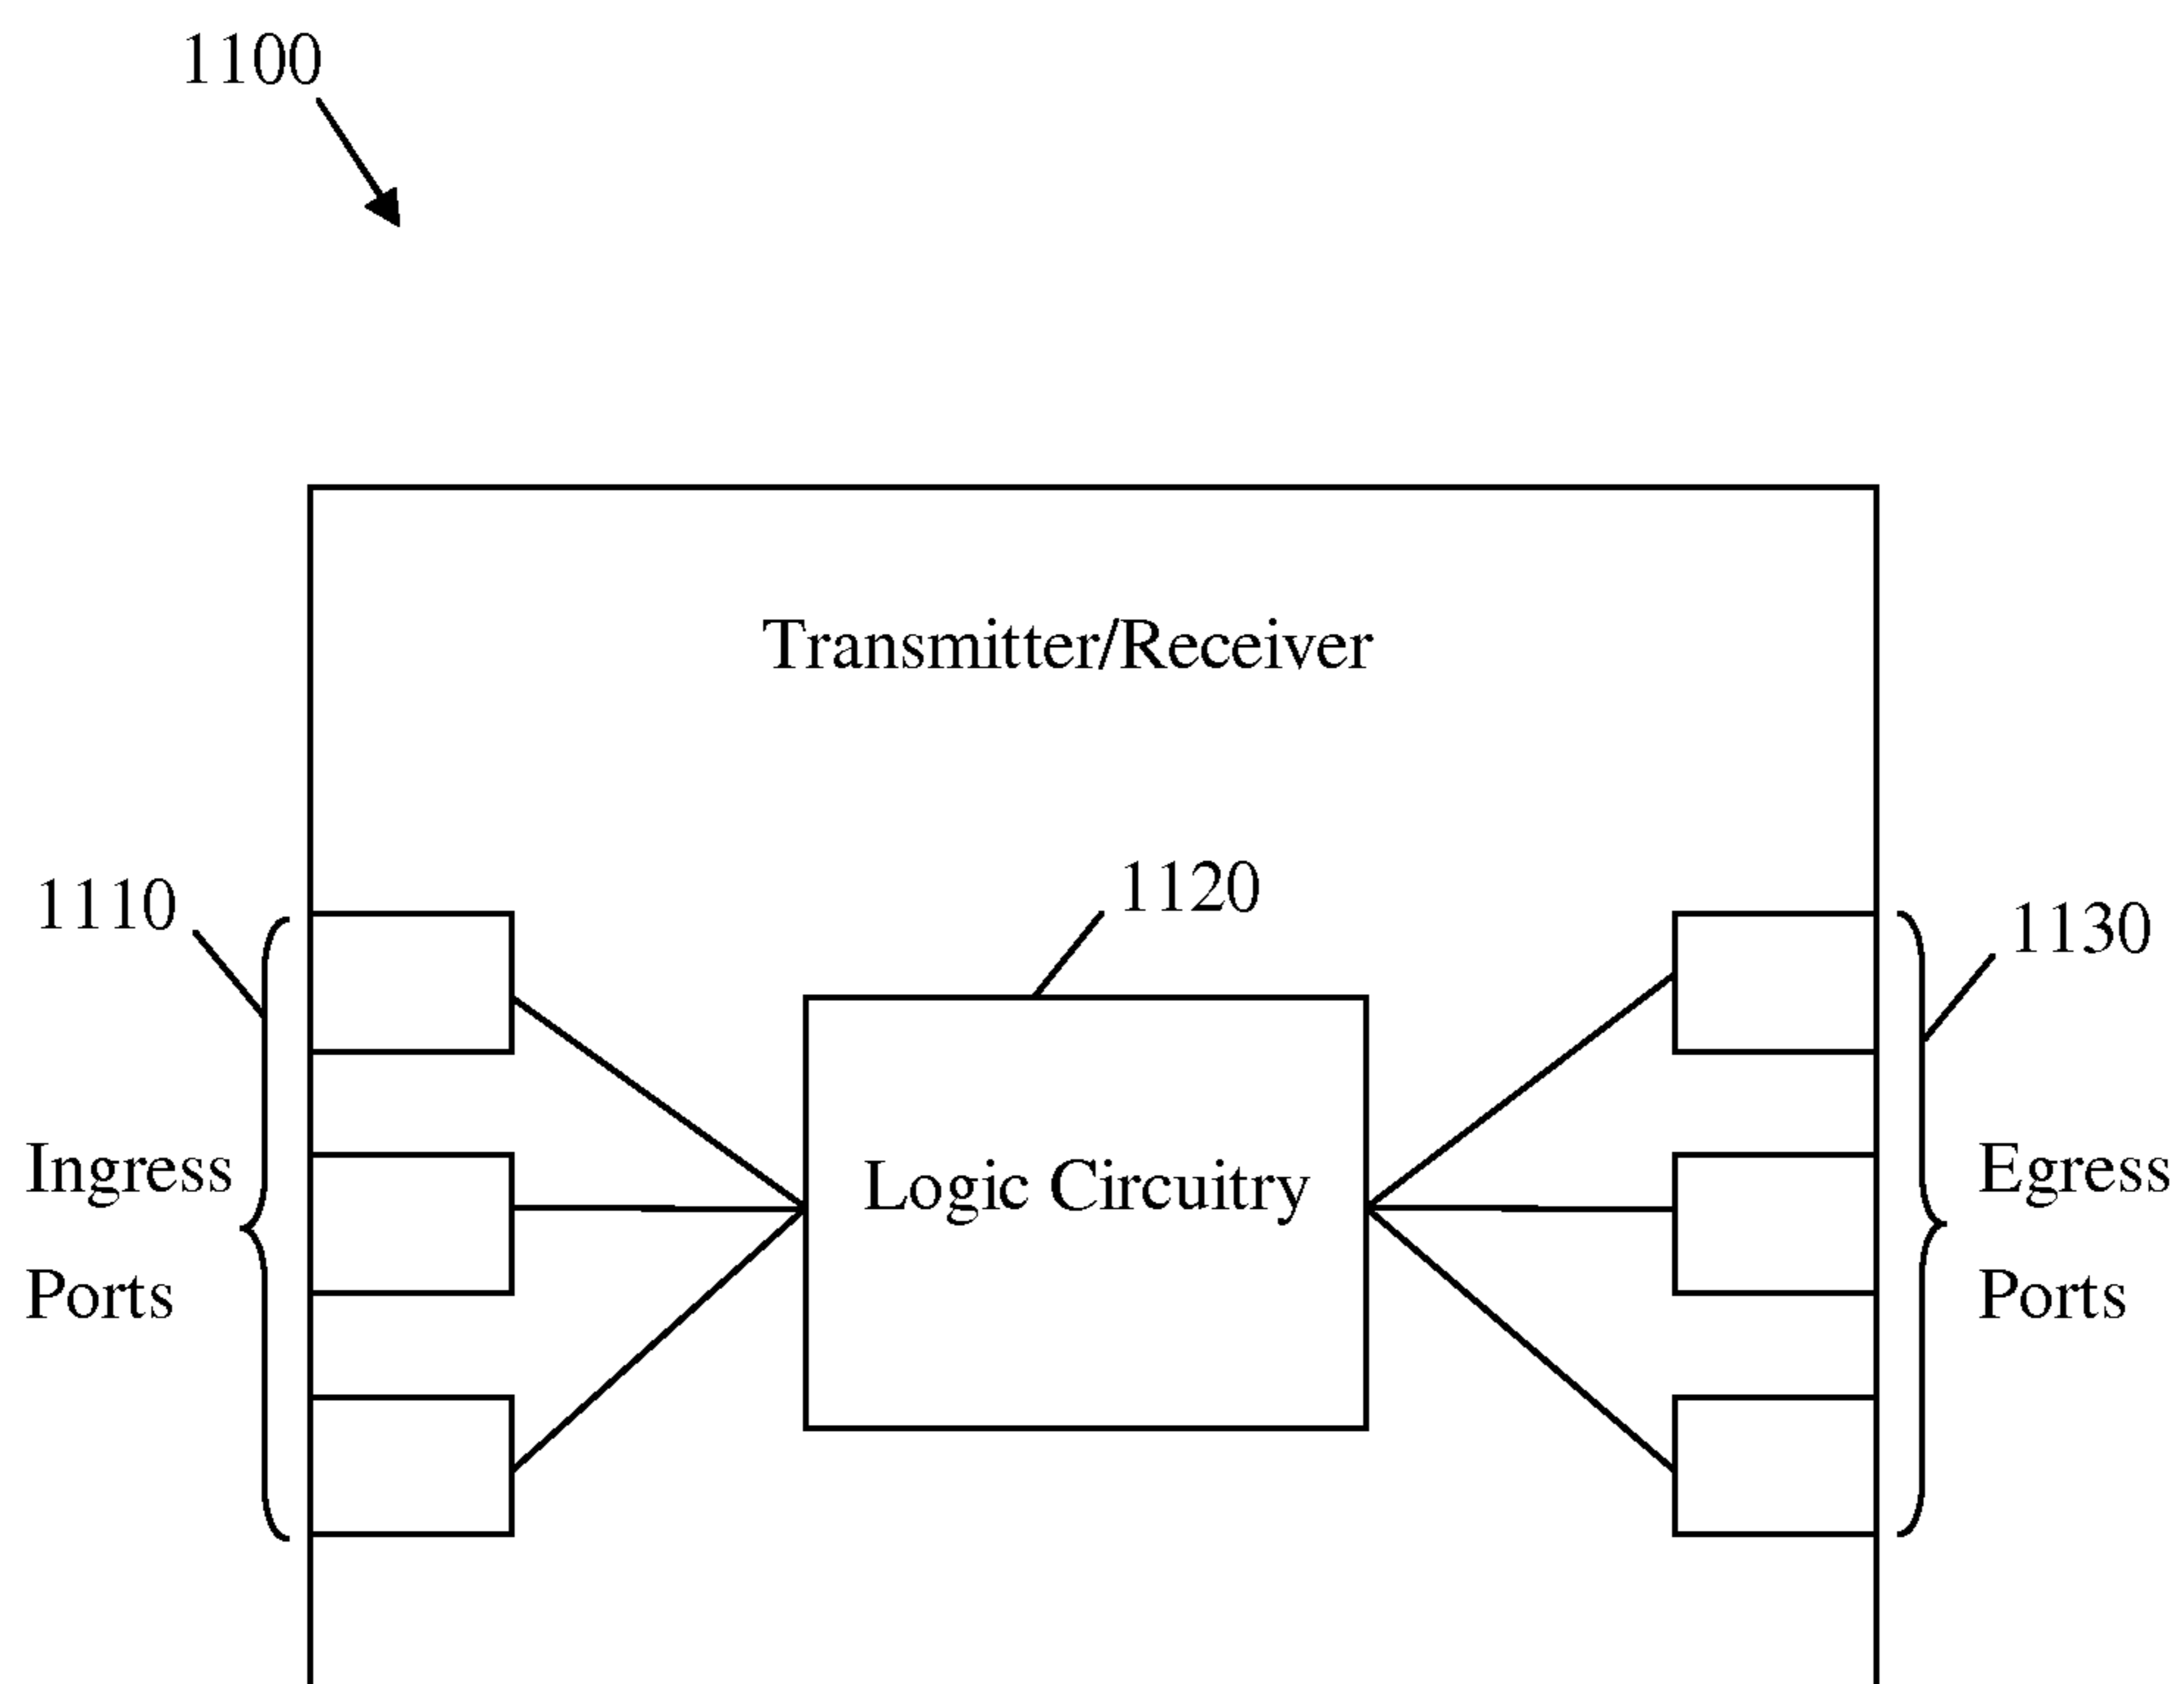 1100
Transmitter/Receiver
1110
1120
1130
Ingress
Ports
Logic Circuitry
Egress
Ports